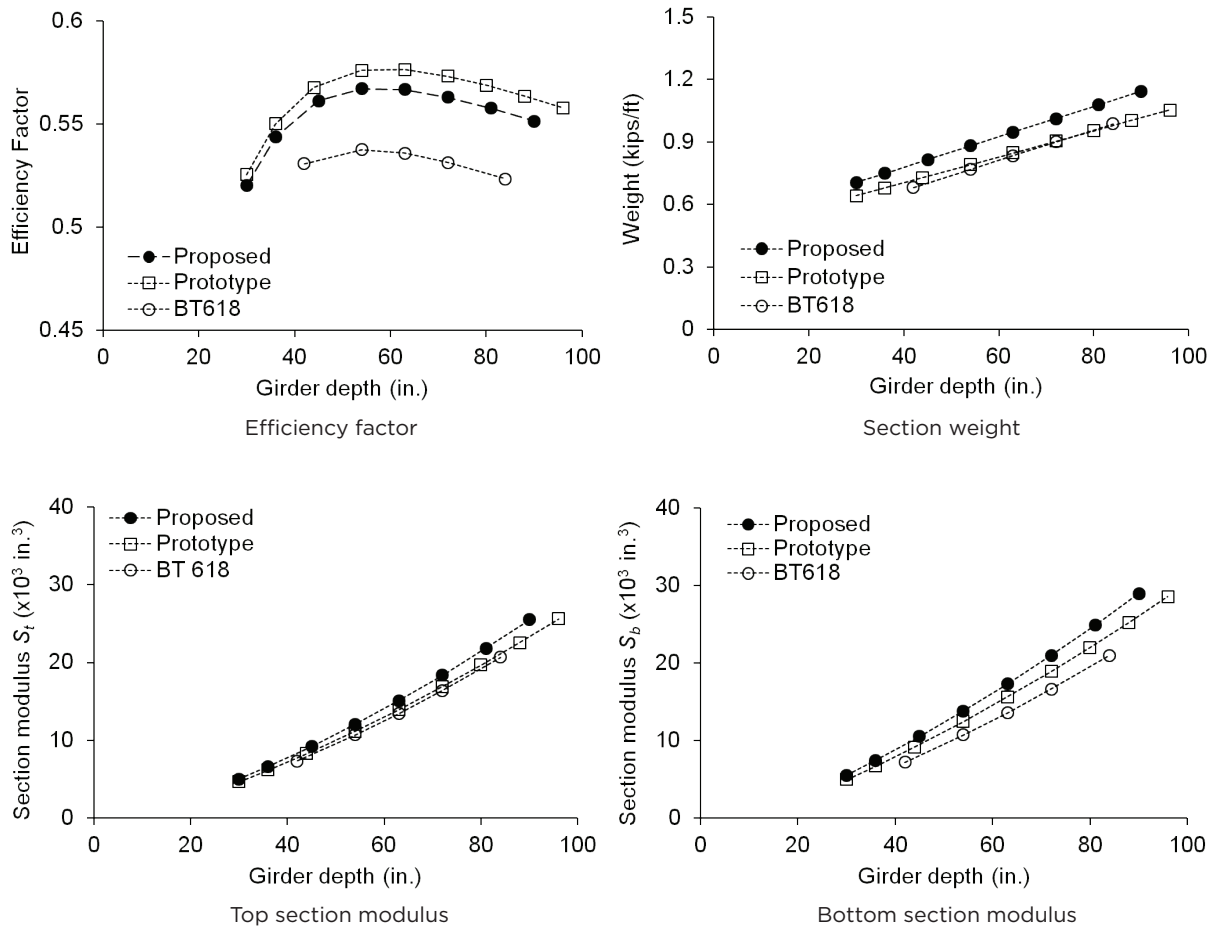 0.6
0.55
0.5
0.45
Efficiency Factor
Proposed
Prototype
BT618
0 20 40 60 80 100
Girder depth (in.)
Efficiency factor
1.5
1.2
0.9
0.6
0.3
0
Weight (kips/ft)
Proposed
Prototype
BT618
0 20 40 60 80 100
Girder depth (in.)
Section weight
40
30
20
10
0
Section modulus St (x10³ in.³)
Proposed
Prototype
BT 618
0 20 40 60 80 100
Girder depth (in.)
Top section modulus
40
30
20
10
0
Section modulus Sb (x10³ in.³)
Proposed
Prototype
BT618
0 20 40 60 80 100
Girder depth (in.)
Bottom section modulus